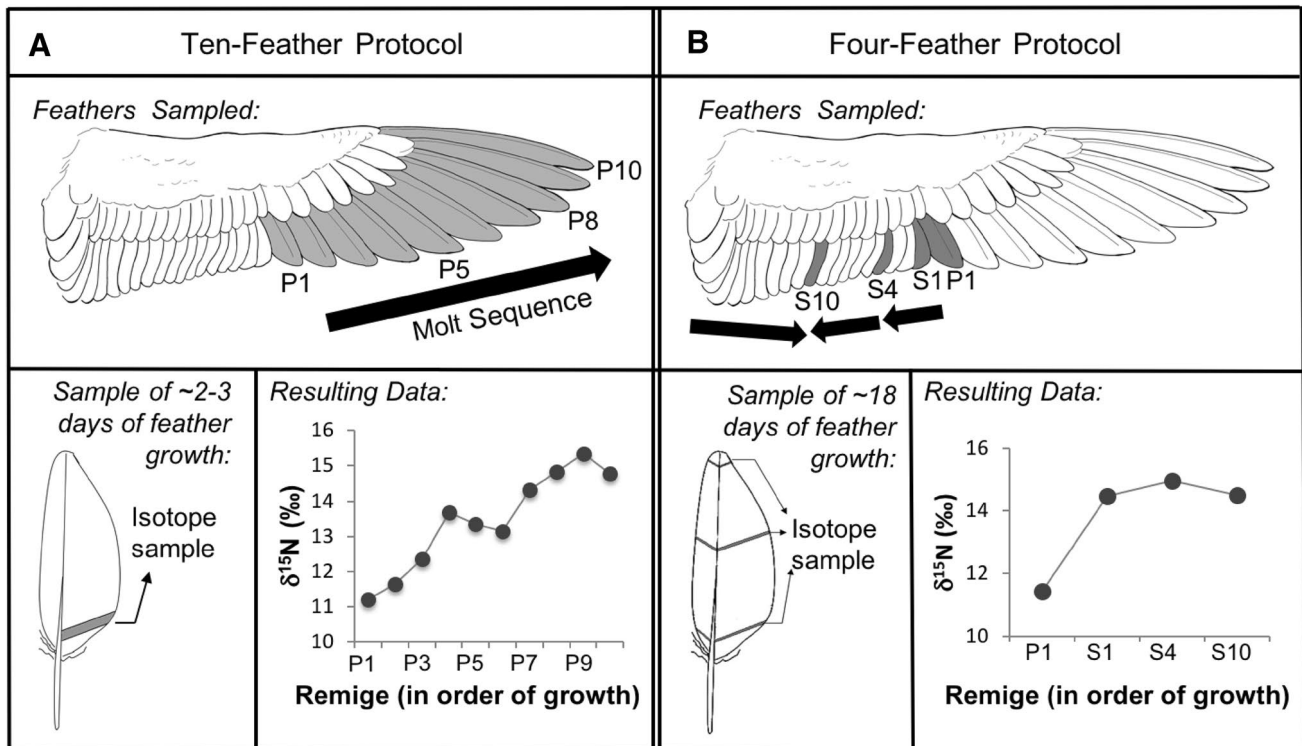 A
Ten-Feather Protocol
Feathers Sampled:
P10
P8
P5
P1
Molt Sequence
Sample of ~2-3
days of feather
growth:
Isotope
sample
Resulting Data:
16
15
14
13
12
11
10
δ¹⁵N (‰)
P1 P3 P5 P7 P9
Remige (in order of growth)
B
Four-Feather Protocol
Feathers Sampled:
S10 S4 S1 P1
Sample of ~18
days of feather
growth:
Isotope
sample
Resulting Data:
16
14
12
10
δ¹⁵N (‰)
P1 S1 S4 S10
Remige (in order of growth)